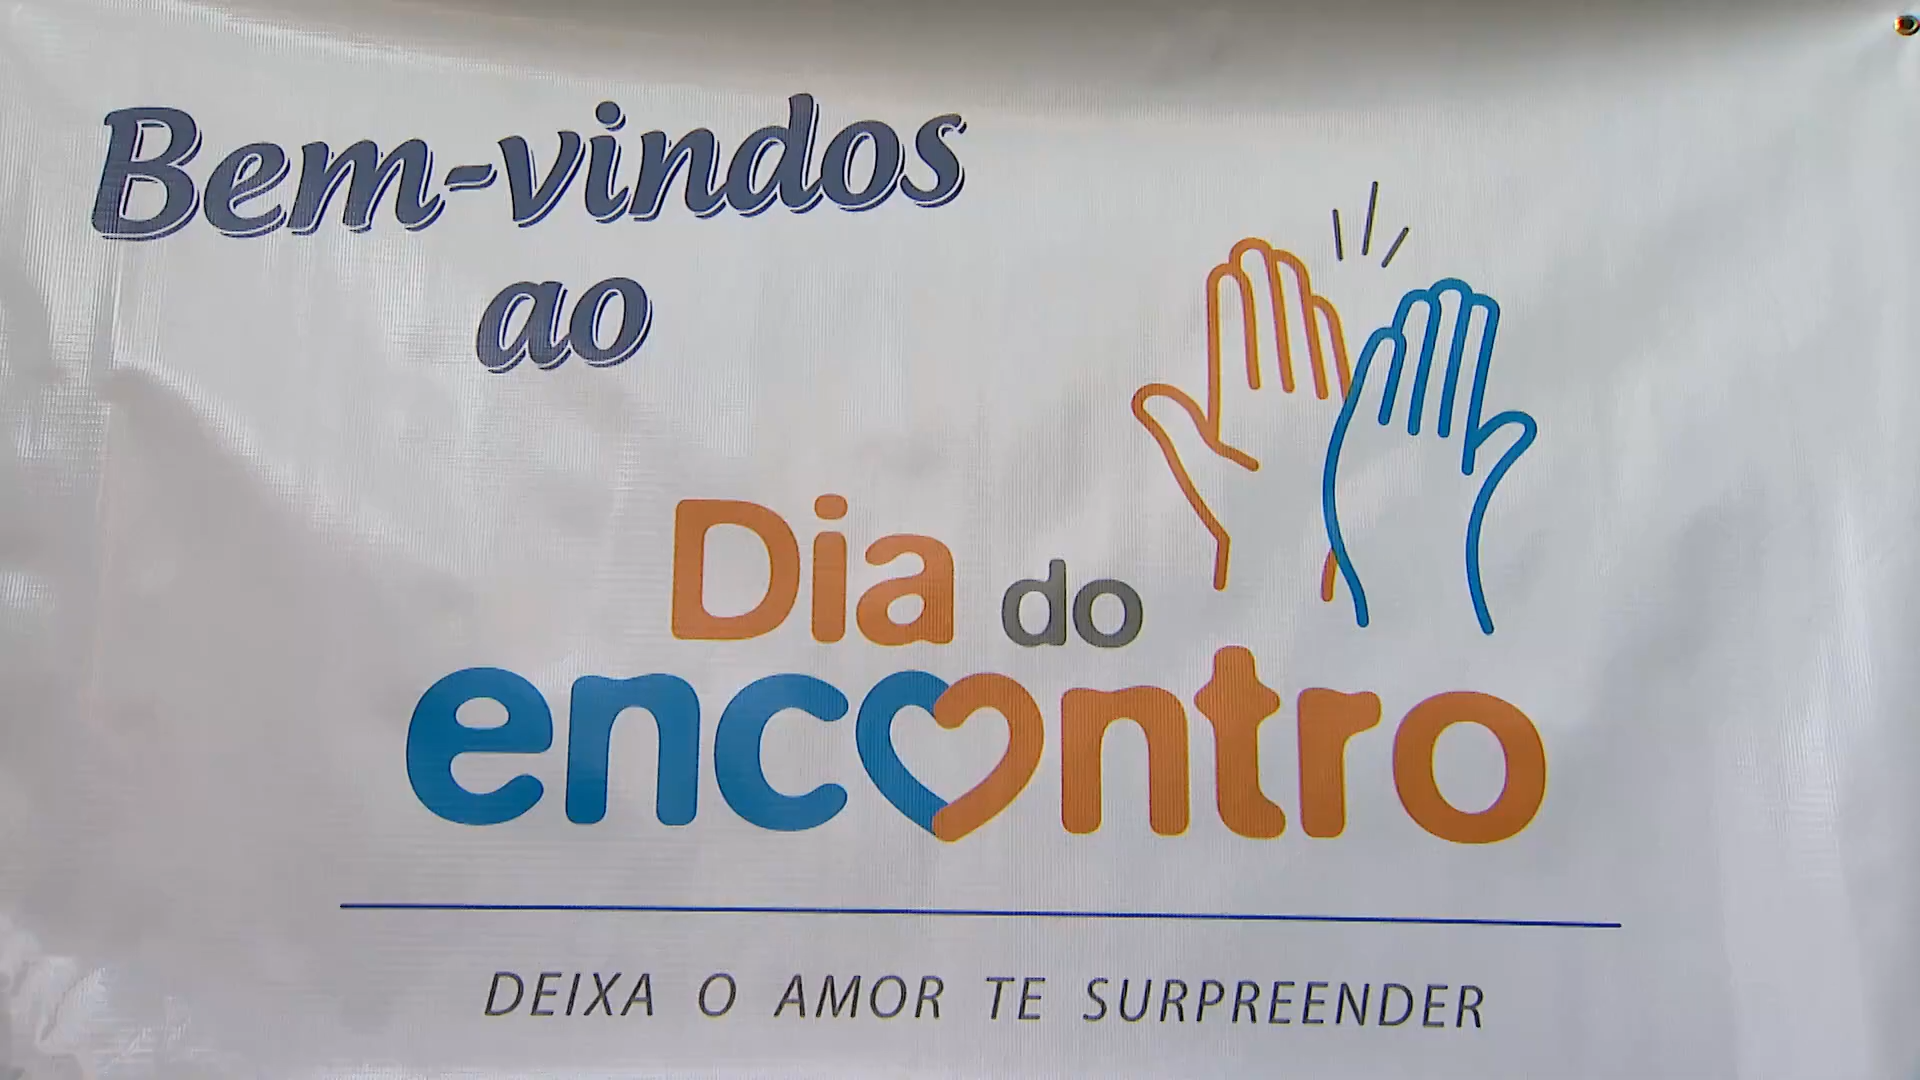 Bem-vindos
ao
Dia do
encontro
DEIXA O AMOR TE SURPREENDER